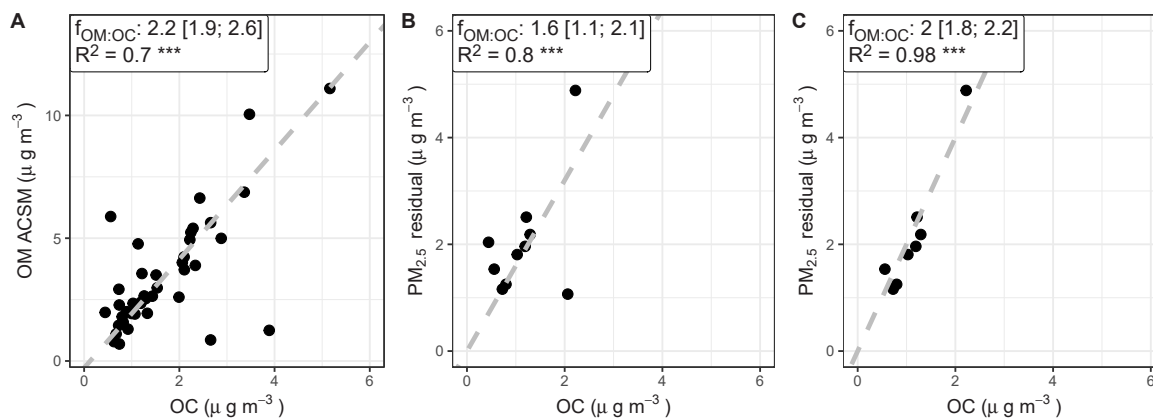 A
f_OM:OC: 2.2 [1.9; 2.6]
R² = 0.7 ***
OM ACSM (μ g m⁻³)
10
5
0
0 2 4 6
OC (μ g m⁻³)
B
f_OM:OC: 1.6 [1.1; 2.1]
R² = 0.8 ***
PM₂.₅ residual (μ g m⁻³)
6
4
2
0
0 2 4 6
OC (μ g m⁻³)
C
f_OM:OC: 2 [1.8; 2.2]
R² = 0.98 ***
PM₂.₅ residual (μ g m⁻³)
6
4
2
0
0 2 4 6
OC (μ g m⁻³)